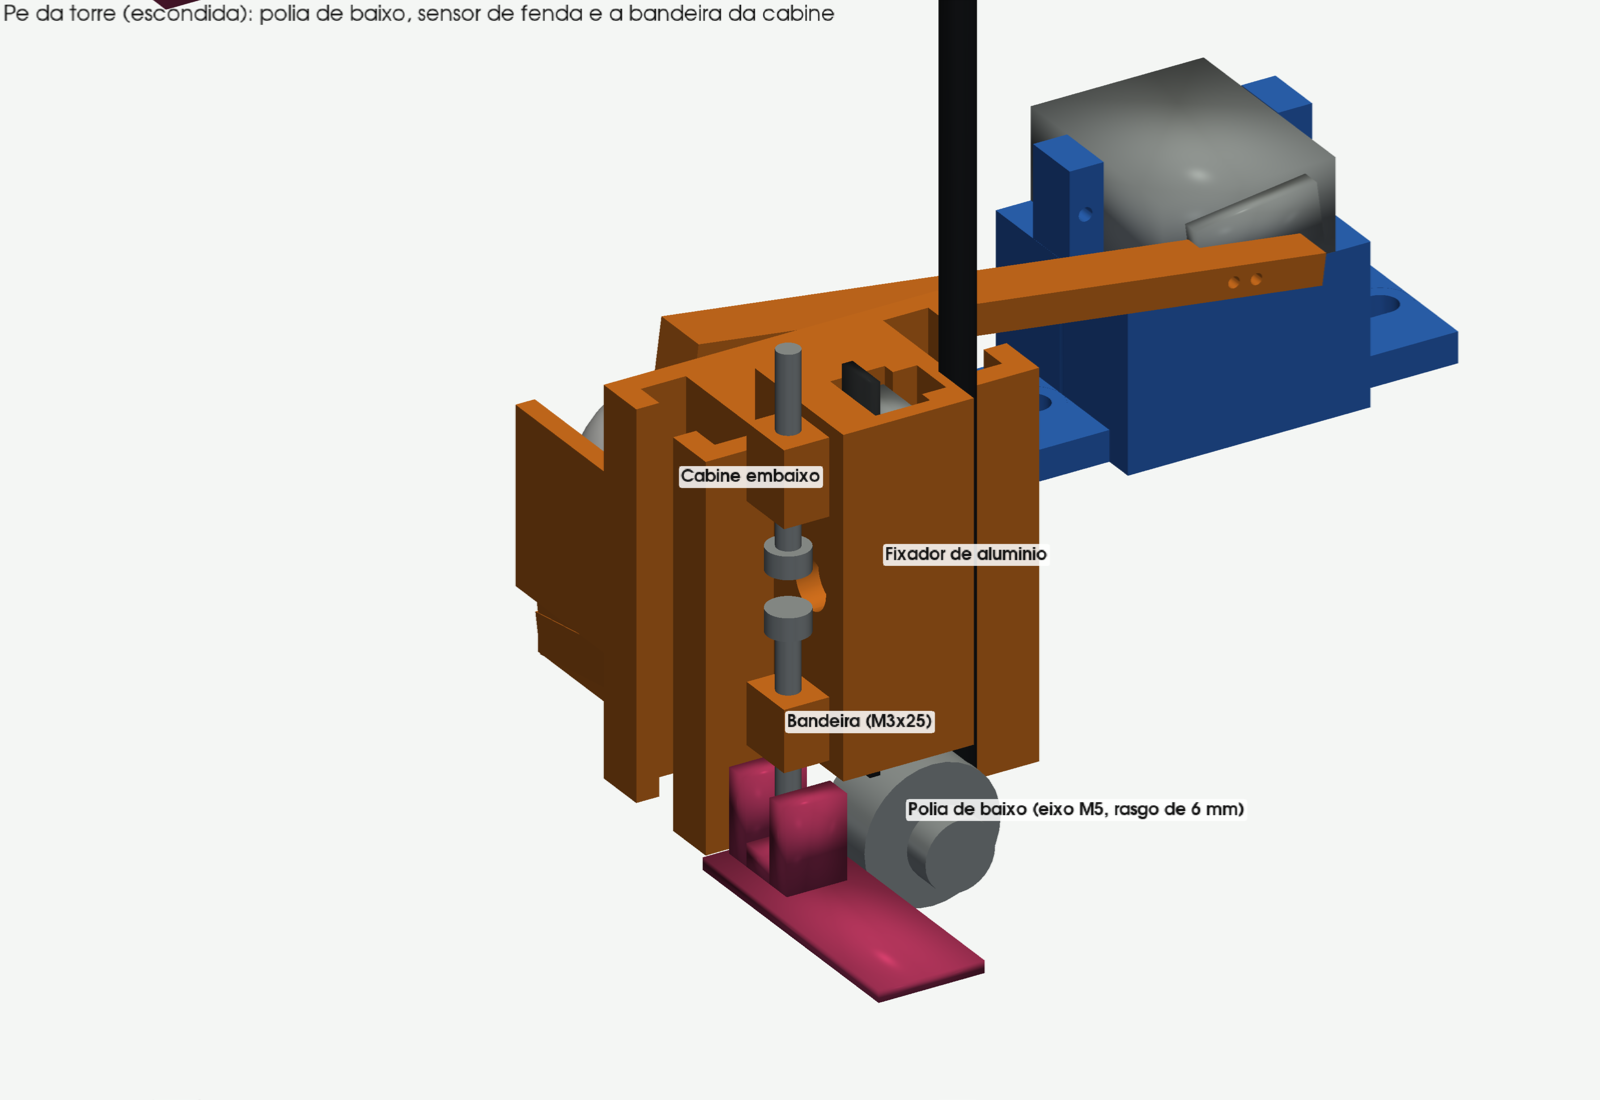 Pe da torre (escondida): polia de baixo, sensor de fenda e a bandeira da cabine
Cabine embaixo
Fixador de aluminio
Bandeira (M3x25)
Polia de baixo (eixo M5, rasgo de 6 mm)